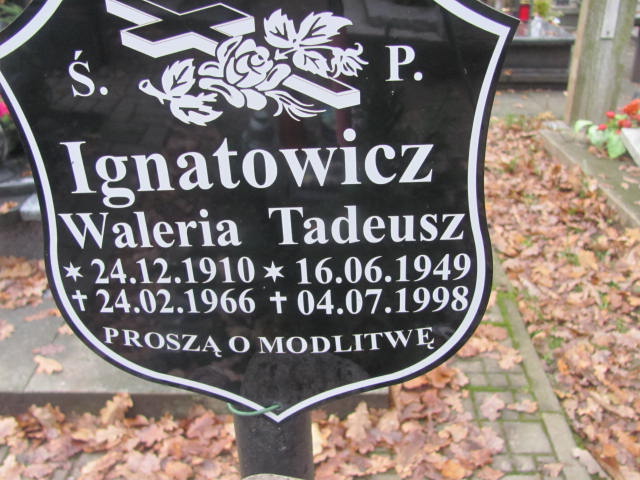 Ś. P.
Ignatowicz
Waleria Tadeusz
* 24.12.1910 * 16.06.1949
† 24.02.1966 † 04.07.1998
PROSZĄ O MODLITWĘ